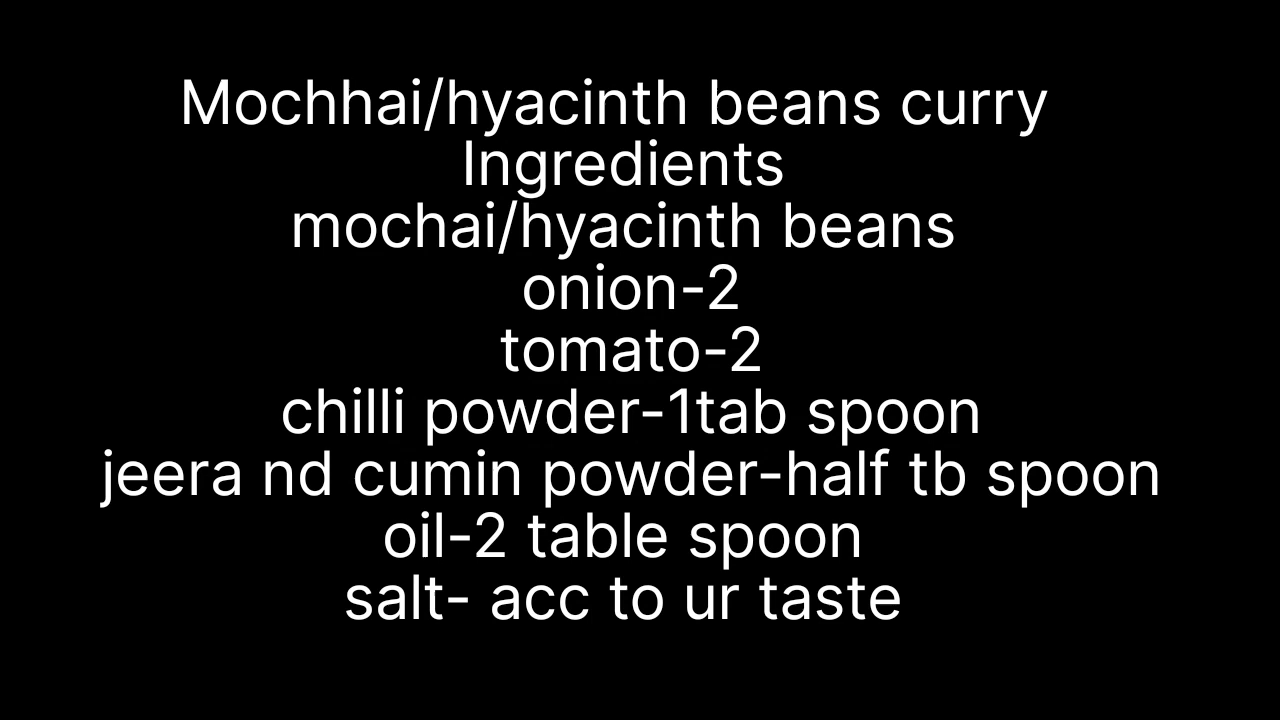 Mochhai/hyacinth beans curry
Ingredients
mochai/hyacinth beans
onion-2
tomato-2
chilli powder-1tab spoon
jeera nd cumin powder-half tb spoon
oil-2 table spoon
salt- acc to ur taste